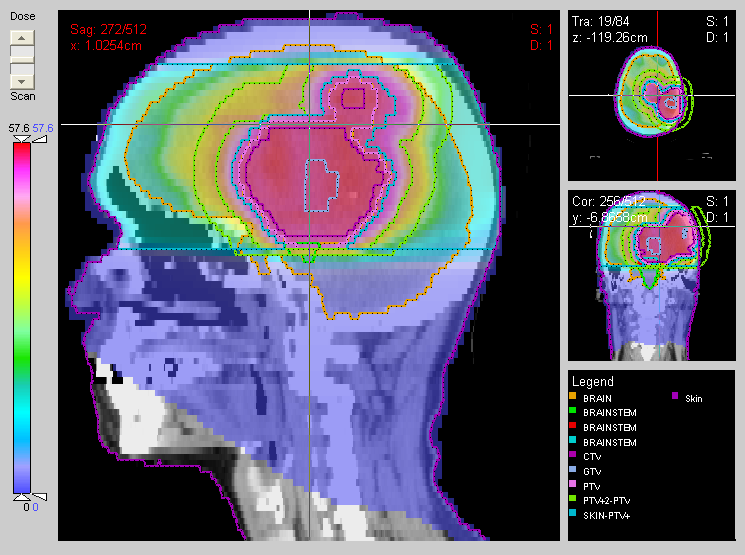 Dose
Scan
57.6 57.6
0 0
Sag: 272/512 S: 1
x: 1.0254cm D: 1
Tra: 19/84 S: 1
z: -119.26cm D: 1
Cor: 256/512 S: 1
y: -6.8658cm D: 1
Legend
BRAIN Skin
BRAINSTEM
BRAINSTEM
BRAINSTEM
CTv
GTv
PTv
PTV+2-PTv
SKIN-PTV+